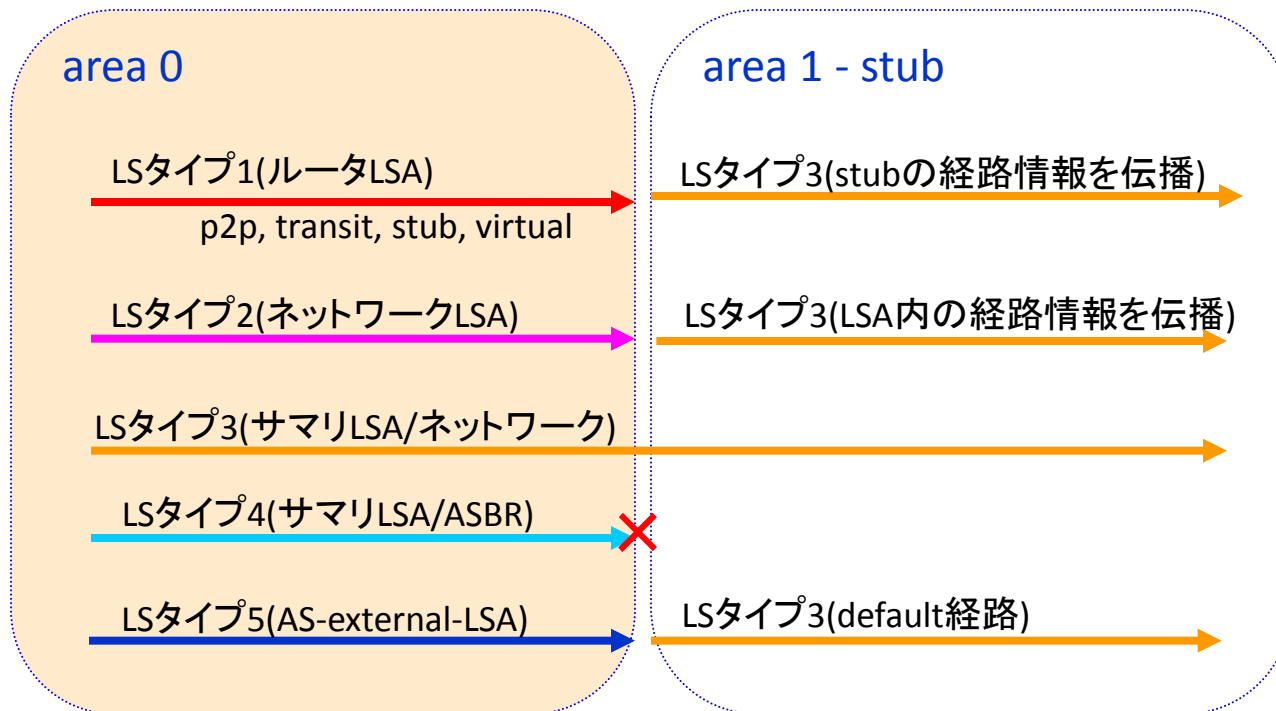 area 0
area 1 - stub
LSタイプ1(ルータLSA)
LSタイプ3(stubの経路情報を伝播)
p2p, transit, stub, virtual
LSタイプ2(ネットワークLSA)
LSタイプ3(LSA内の経路情報を伝播)
LSタイプ3(サマリLSA/ネットワーク)
LSタイプ4(サマリLSA/ASBR)
LSタイプ5(AS-external-LSA)
LSタイプ3(default経路)